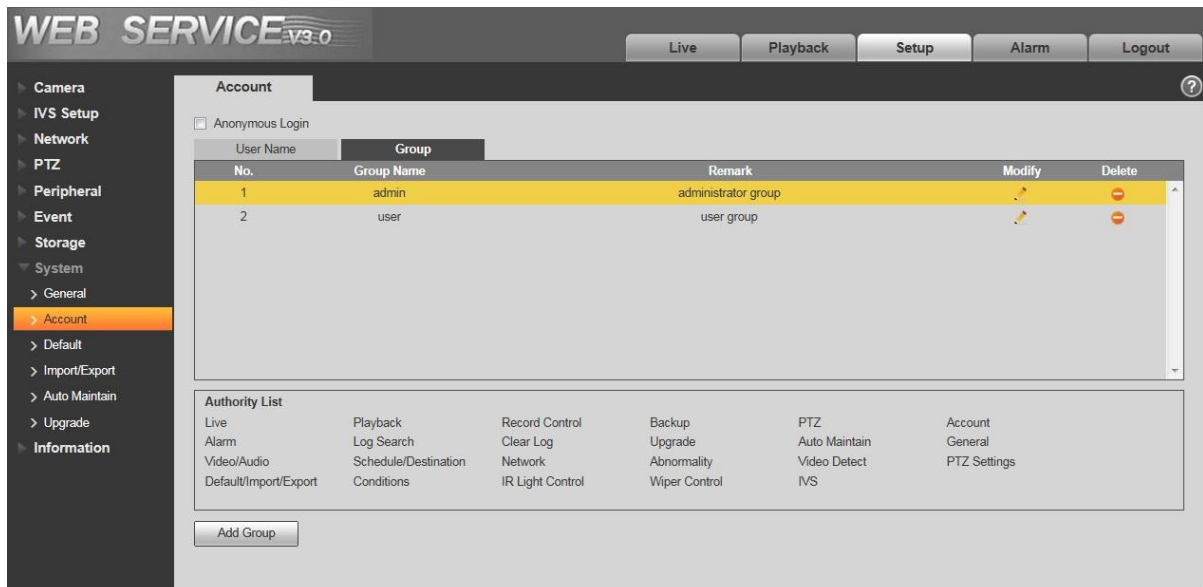 WEB SERVICE V3.0
Live Playback Setup Alarm Logout
Camera
IVS Setup
Network
PTZ
Peripheral
Event
Storage
System
General
Account
Default
Import/Export
Auto Maintain
Upgrade
Information
Account
?
Anonymous Login
User Name Group
No. Group Name Remark Modify Delete
1 admin administrator group
2 user user group
Authority List
Live Playback Record Control Backup PTZ Account
Alarm Log Search Clear Log Upgrade Auto Maintain General
Video/Audio Schedule/Destination Network Abnormality Video Detect PTZ Settings
Default/Import/Export Conditions IR Light Control Wiper Control IVS
Add Group